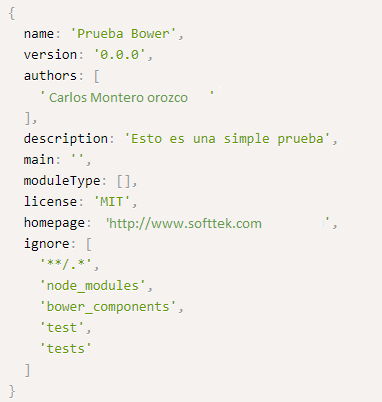 {
  name: 'Prueba Bower',
  version: '0.0.0',
  authors: [
    ' Carlos Montero orozco '
  ],
  description: 'Esto es una simple prueba',
  main: '',
  moduleType: [],
  license: 'MIT',
  homepage: 'http://www.softtek.com ',
  ignore: [
    '**/.*',
    'node_modules',
    'bower_components',
    'test',
    'tests'
  ]
}